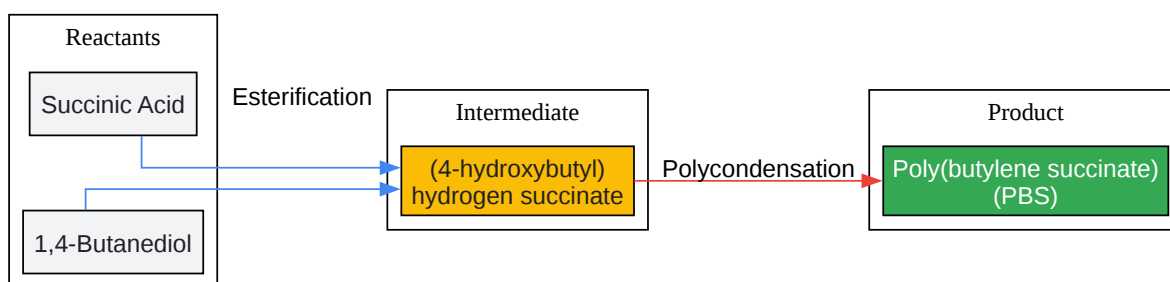 Reactants
Succinic Acid
1,4-Butanediol
Esterification
Intermediate
(4-hydroxybutyl)
hydrogen succinate
Polycondensation
Product
Poly(butylene succinate)
(PBS)